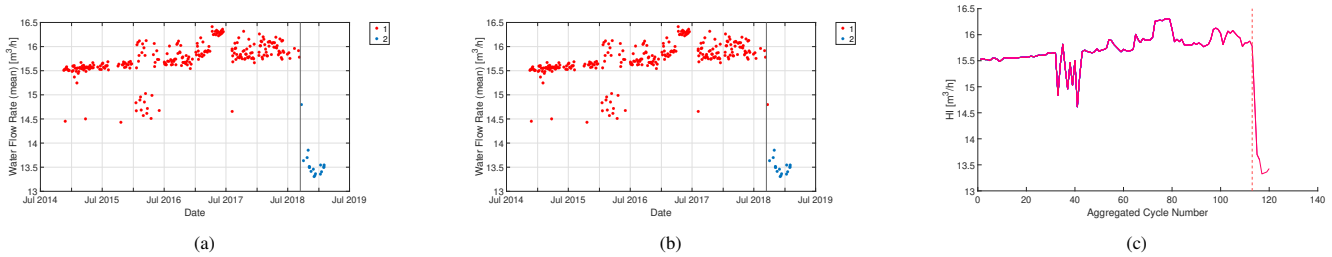 16.5
16
15.5
15
14.5
14
13.5
13
Water Flow Rate (mean) [m³/h]
Jul 2014 Jul 2015 Jul 2016 Jul 2017 Jul 2018 Jul 2019
Date
1
2
(a)
16.5
16
15.5
15
14.5
14
13.5
13
Water Flow Rate (mean) [m³/h]
Jul 2014 Jul 2015 Jul 2016 Jul 2017 Jul 2018 Jul 2019
Date
1
2
(b)
16.5
16
15.5
15
14.5
14
13.5
13
HI [m³/h]
0 20 40 60 80 100 120 140
Aggregated Cycle Number
(c)